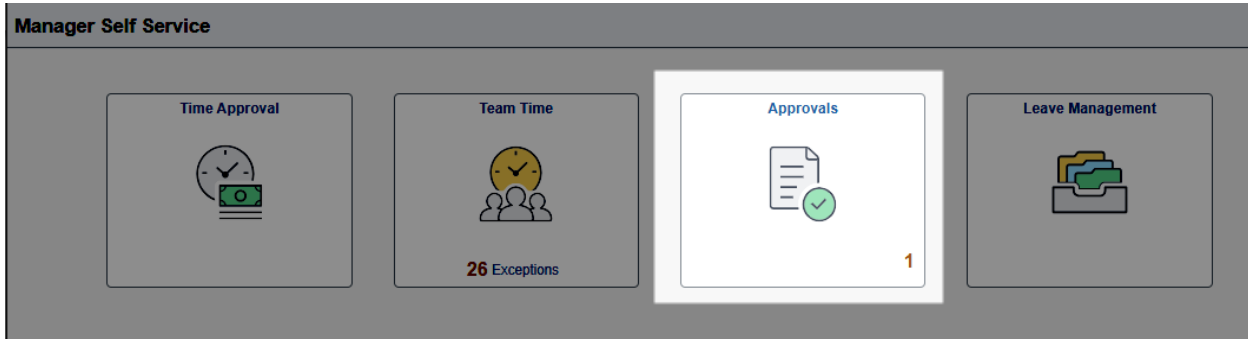 Manager Self Service
Time Approval
Team Time
Approvals
Leave Management
26 Exceptions
1